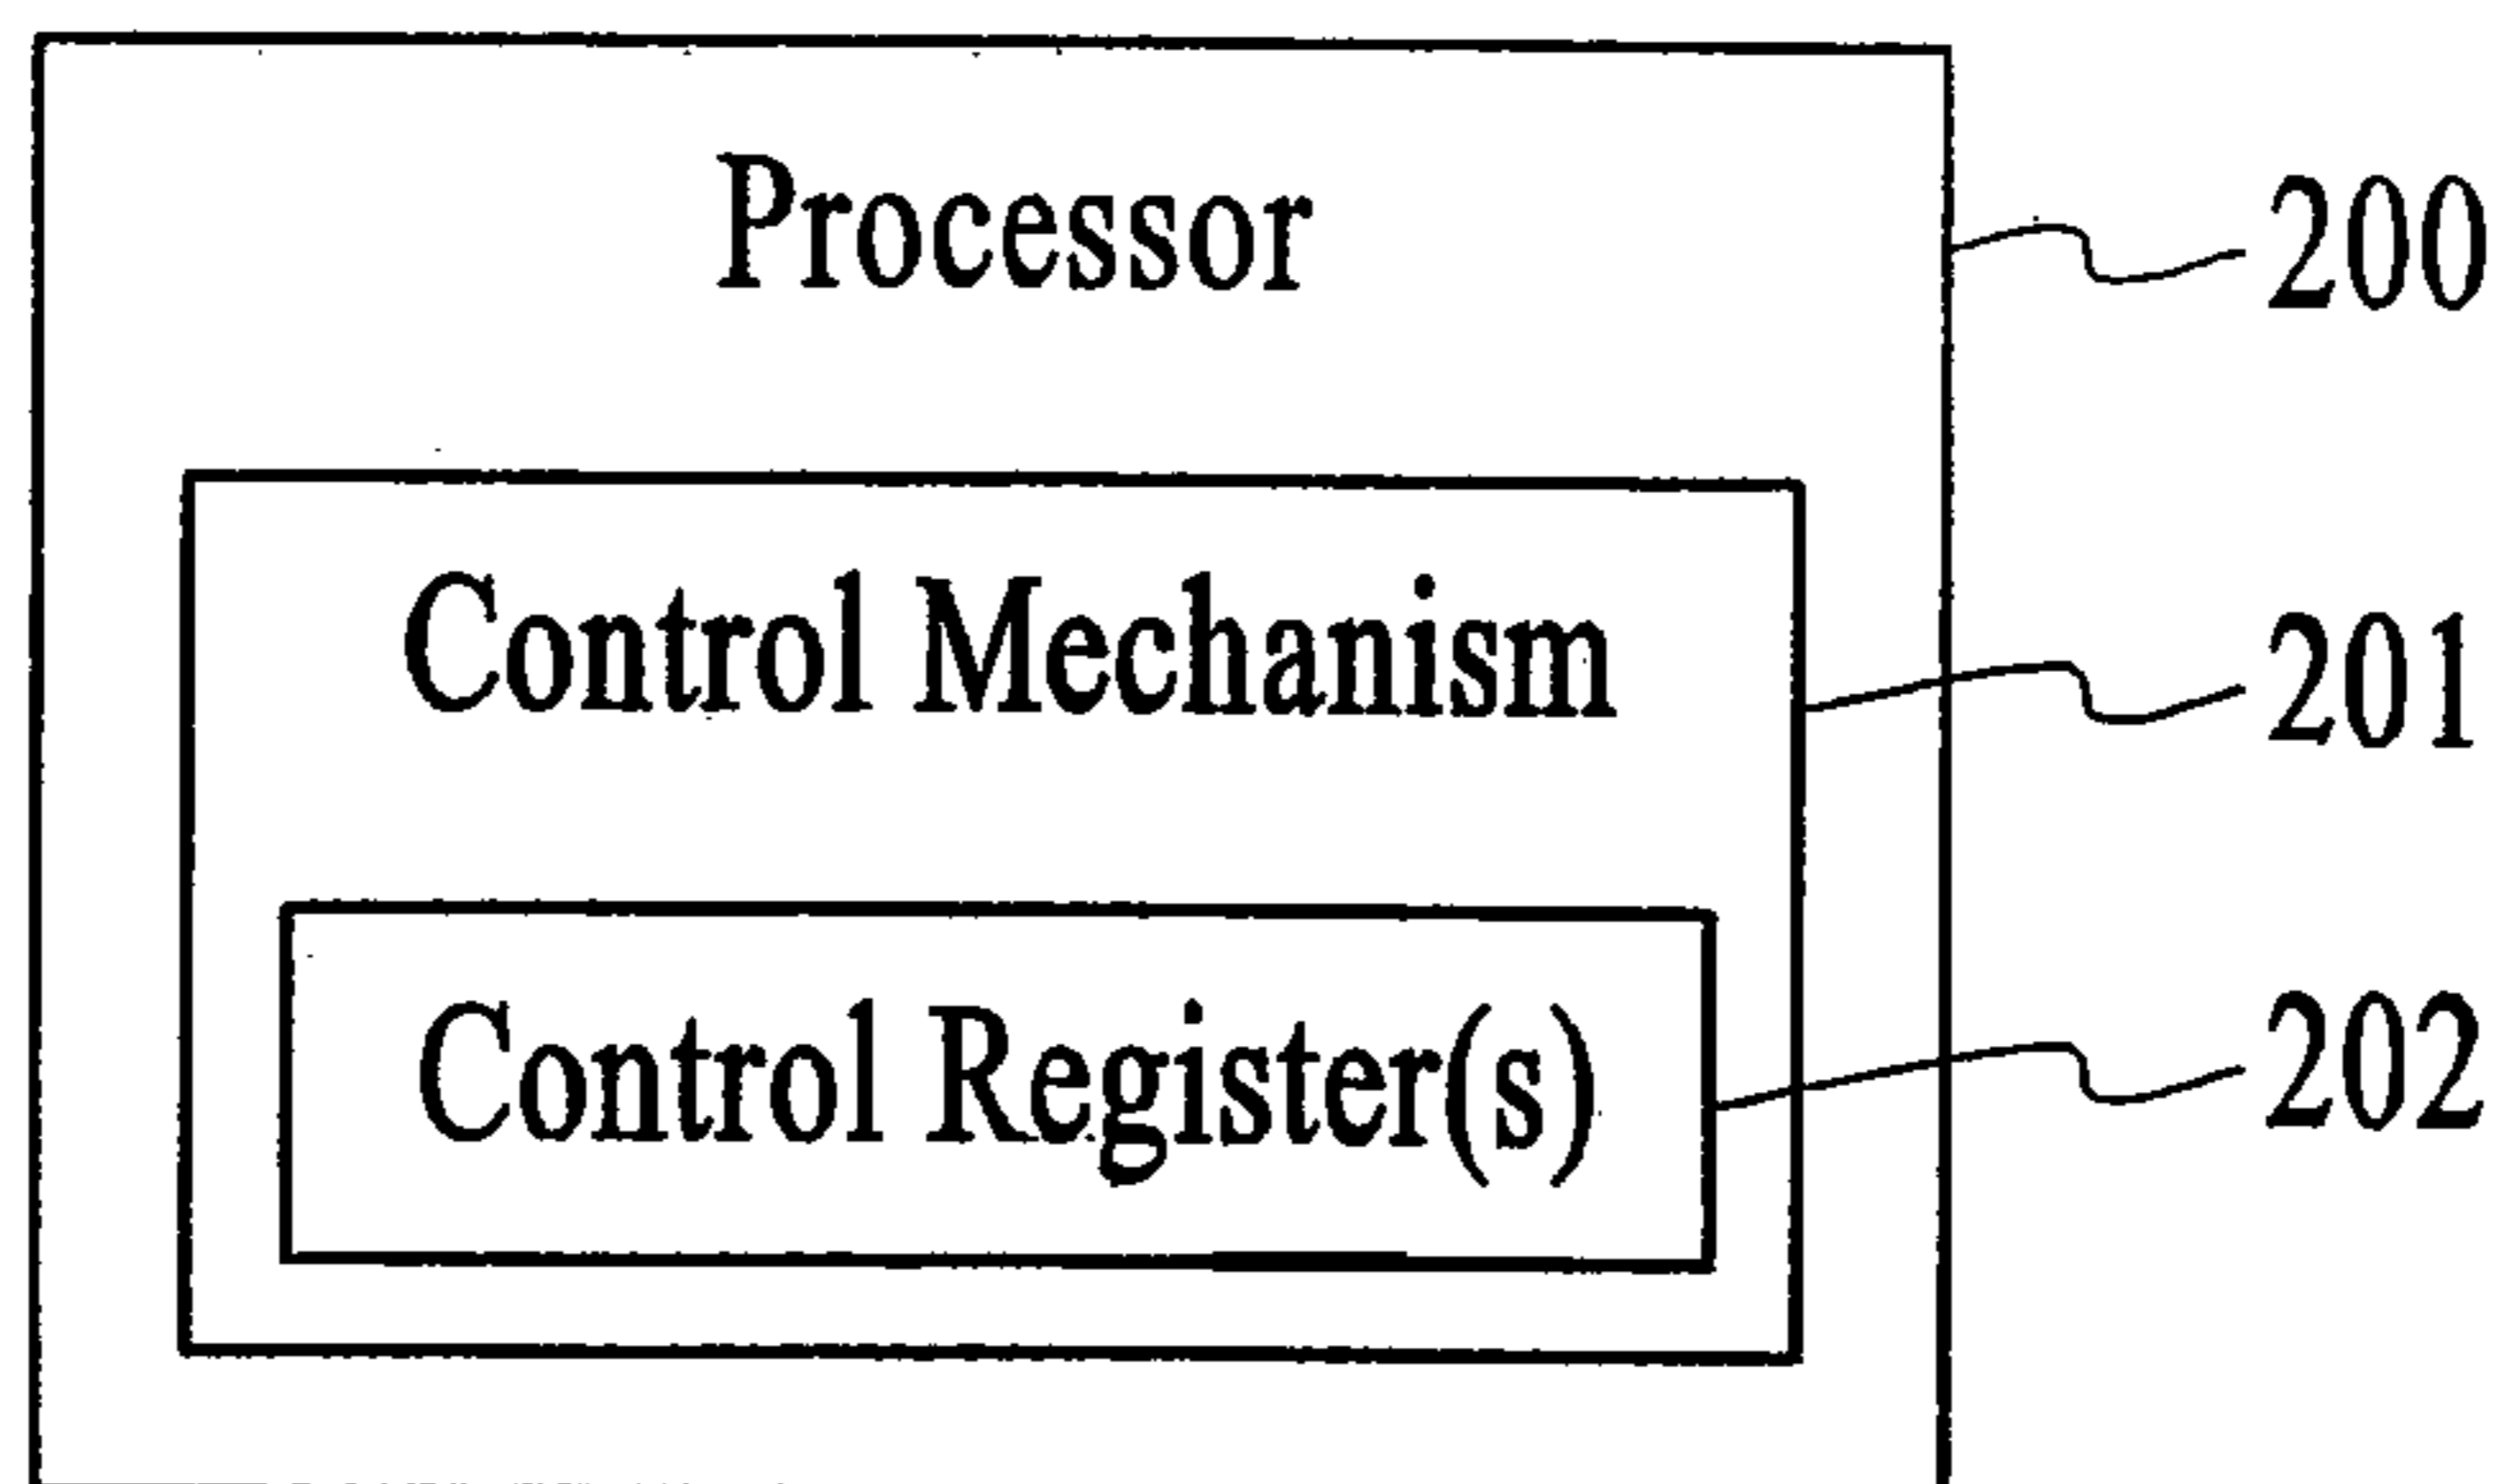 Processor
200
Control Mechanism
201
Control Register(s)
202